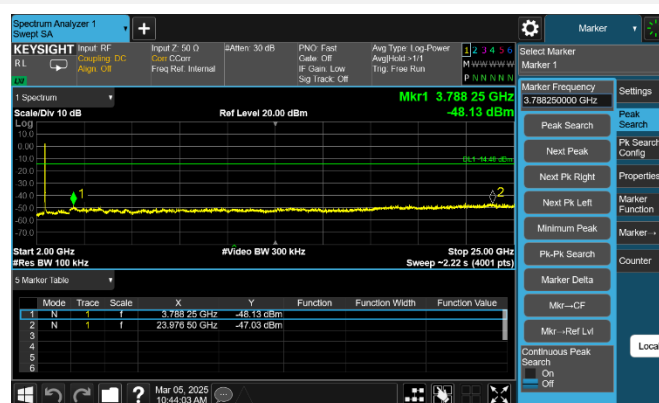 Spectrum Analyzer 1
Swept SA
+
Marker
KEYSIGHT
RL
LV
Input: RF
Coupling: DC
Align: Off
Input Z: 50 Ω
Corr CCorr
Freq Ref: Internal
#Atten: 30 dB
PNO: Fast
Gate: Off
IF Gain: Low
Sig Track: Off
Avg Type: Log-Power
Avg|Hold:>1/1
Trig: Free Run
1 2 3 4 5 6
M W W W W W
P N N N N N
Select Marker
Marker 1
1 Spectrum
Scale/Div 10 dB
Ref Level 20.00 dBm
Mkr1 3.788 25 GHz
-48.13 dBm
Log
10.0
0.00
-10.0
-20.0
-30.0
-40.0
-50.0
-60.0
-70.0
DL1 -14.46 dBm
1
2
Start 2.00 GHz
#Res BW 100 kHz
#Video BW 300 kHz
Stop 25.00 GHz
Sweep ~2.22 s (4001 pts)
5 Marker Table
Mode Trace Scale X Y Function Function Width Function Value
1 N 1 f 3.788 25 GHz -48.13 dBm
2 N 1 f 23.976 50 GHz -47.03 dBm
3
4
5
6
Marker Frequency
3.788250000 GHz
Peak Search
Next Peak
Next Pk Right
Next Pk Left
Minimum Peak
Pk-Pk Search
Marker Delta
Mkr→CF
Mkr→Ref Lvl
Continuous Peak
Search
On
Off
Settings
Peak
Search
Pk Search
Config
Properties
Marker
Function
Marker→
Counter
Local
?
Mar 05, 2025
10:44:03 AM